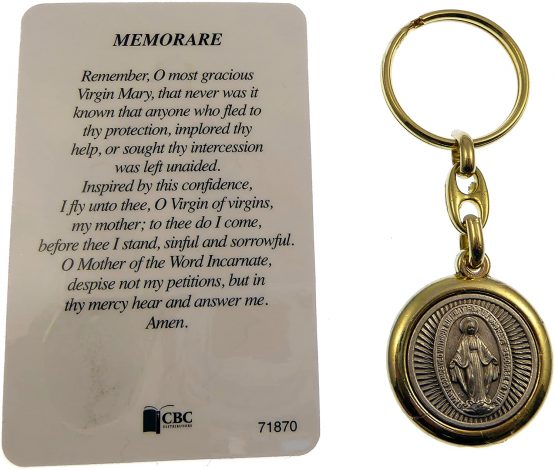 MEMORARE
Remember, O most gracious
Virgin Mary, that never was it
known that anyone who fled to
thy protection, implored thy
help, or sought thy intercession
was left unaided.
Inspired by this confidence,
I fly unto thee, O Virgin of virgins,
my mother; to thee do I come,
before thee I stand, sinful and sorrowful.
O Mother of the Word Incarnate,
despise not my petitions, but in
thy mercy hear and answer me.
Amen.
CBC
DISTRIBUTORS
71870